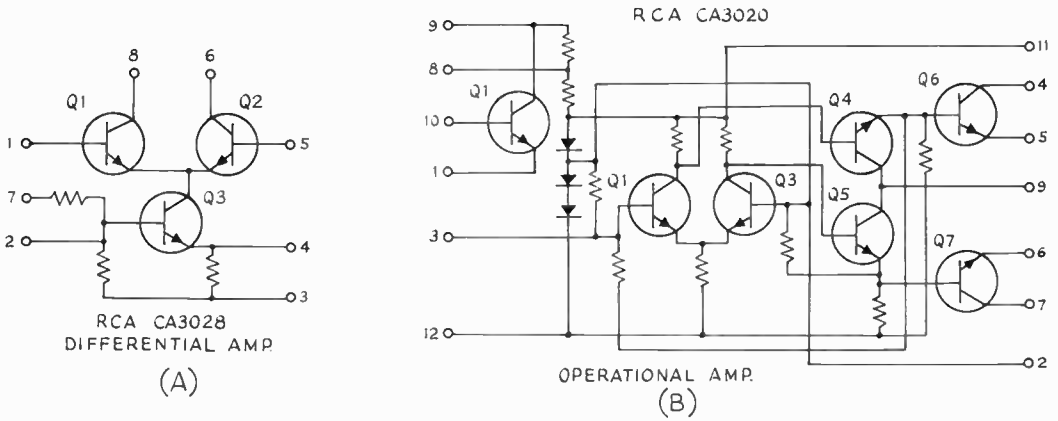 8
6
Q1
Q2
1
5
7
Q3
2
4
3
RCA CA3028
DIFFERENTIAL AMP.
(A)
RCA CA3020
9
11
8
Q1
Q4
Q6
4
10
5
1
Q1
Q3
Q5
9
3
Q7
6
7
12
2
OPERATIONAL AMP.
(B)